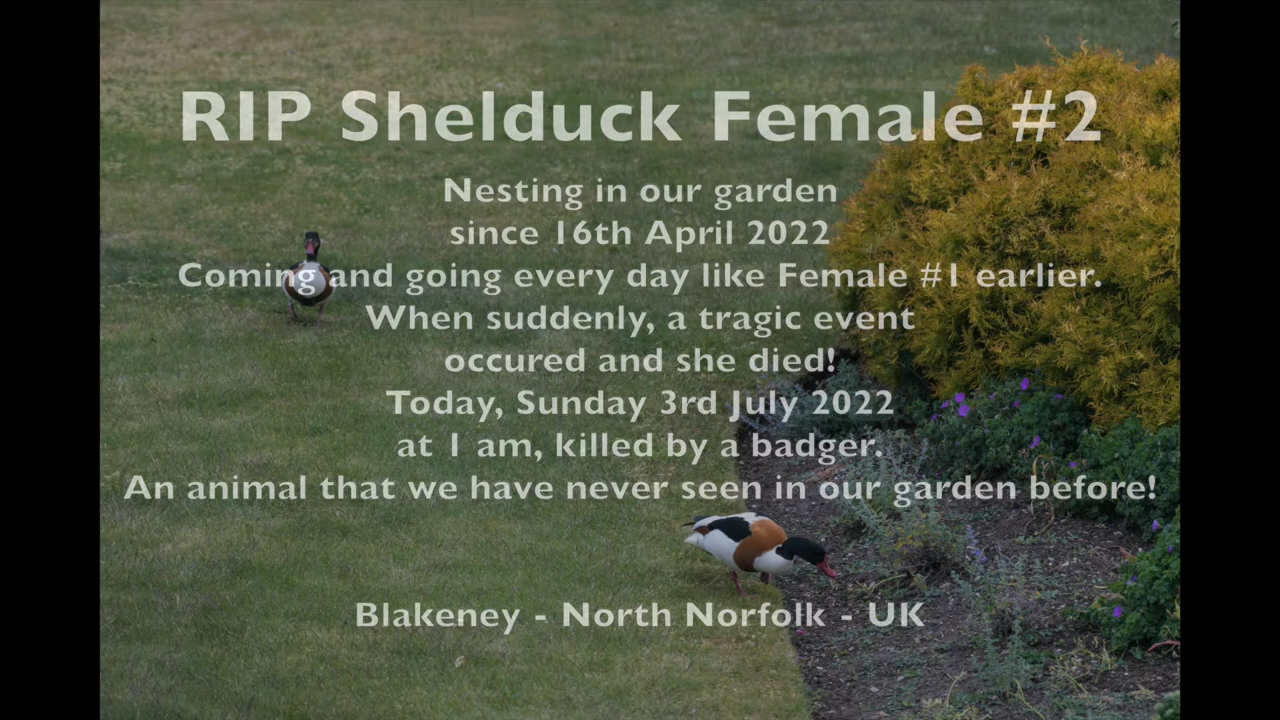 RIP Shelduck Female #2
Nesting in our garden
since 16th April 2022
Coming and going every day like Female #1 earlier.
When suddenly, a tragic event
occured and she died!
Today, Sunday 3rd July 2022
at 1 am, killed by a badger.
An animal that we have never seen in our garden before!
Blakeney - North Norfolk - UK